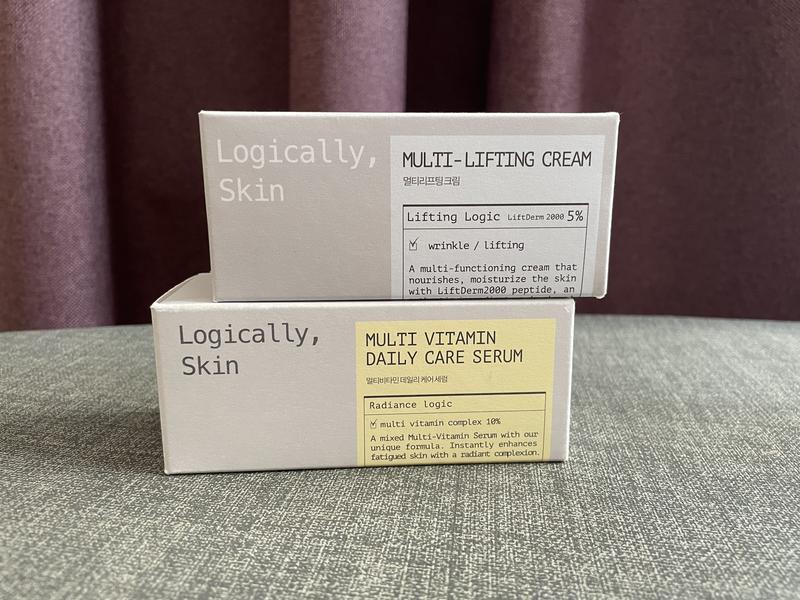 Logically,
Skin
MULTI-LIFTING CREAM
멀티리프팅 크림
Lifting Logic LiftDerm 2000 5%
wrinkle / lifting
A multi-functioning cream that
nourishes, moisturize the skin
with LiftDerm2000 peptide, an
Logically,
Skin
MULTI VITAMIN
DAILY CARE SERUM
멀티비타민 데일리 케어 세럼
Radiance logic
multi vitamin complex 10%
A mixed Multi-Vitamin Serum with our
unique formula. Instantly enhances
fatigued skin with a radiant complexion.